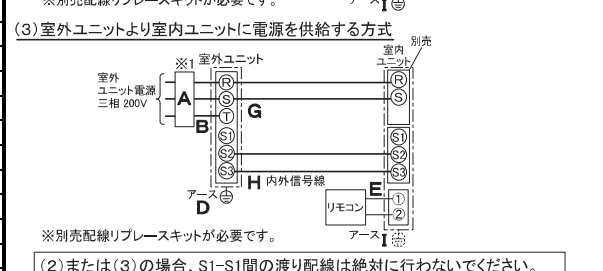 ※別売配線リプレースキットが必要です。
アース I
(3)室外ユニットより室内ユニットに電源を供給する方式
別売
※1 室外ユニット
室内
ユニット
室外
ユニット電源
三相 200V
A
B
R
S
T
S1
S2
S3
G
H 内外信号線
R
S
S1
S2
S3
アース
D
リモコン
E
①
②
アース I
※別売配線リプレースキットが必要です。
(2)または(3)の場合、S1-S1間の渡り配線は絶対に行わないでください。